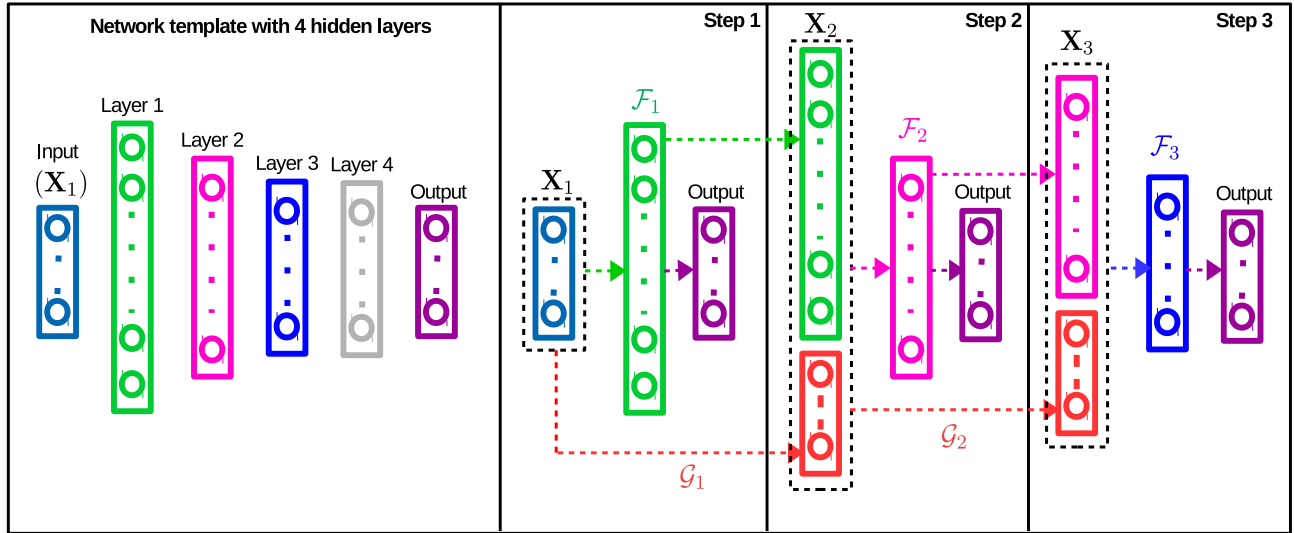 Network template with 4 hidden layers
Input
(X₁)
Layer 1
Layer 2
Layer 3
Layer 4
Output
Step 1
X₁
ℱ₁
Output
𝒢₁
Step 2
X₂
ℱ₂
Output
𝒢₂
Step 3
X₃
ℱ₃
Output